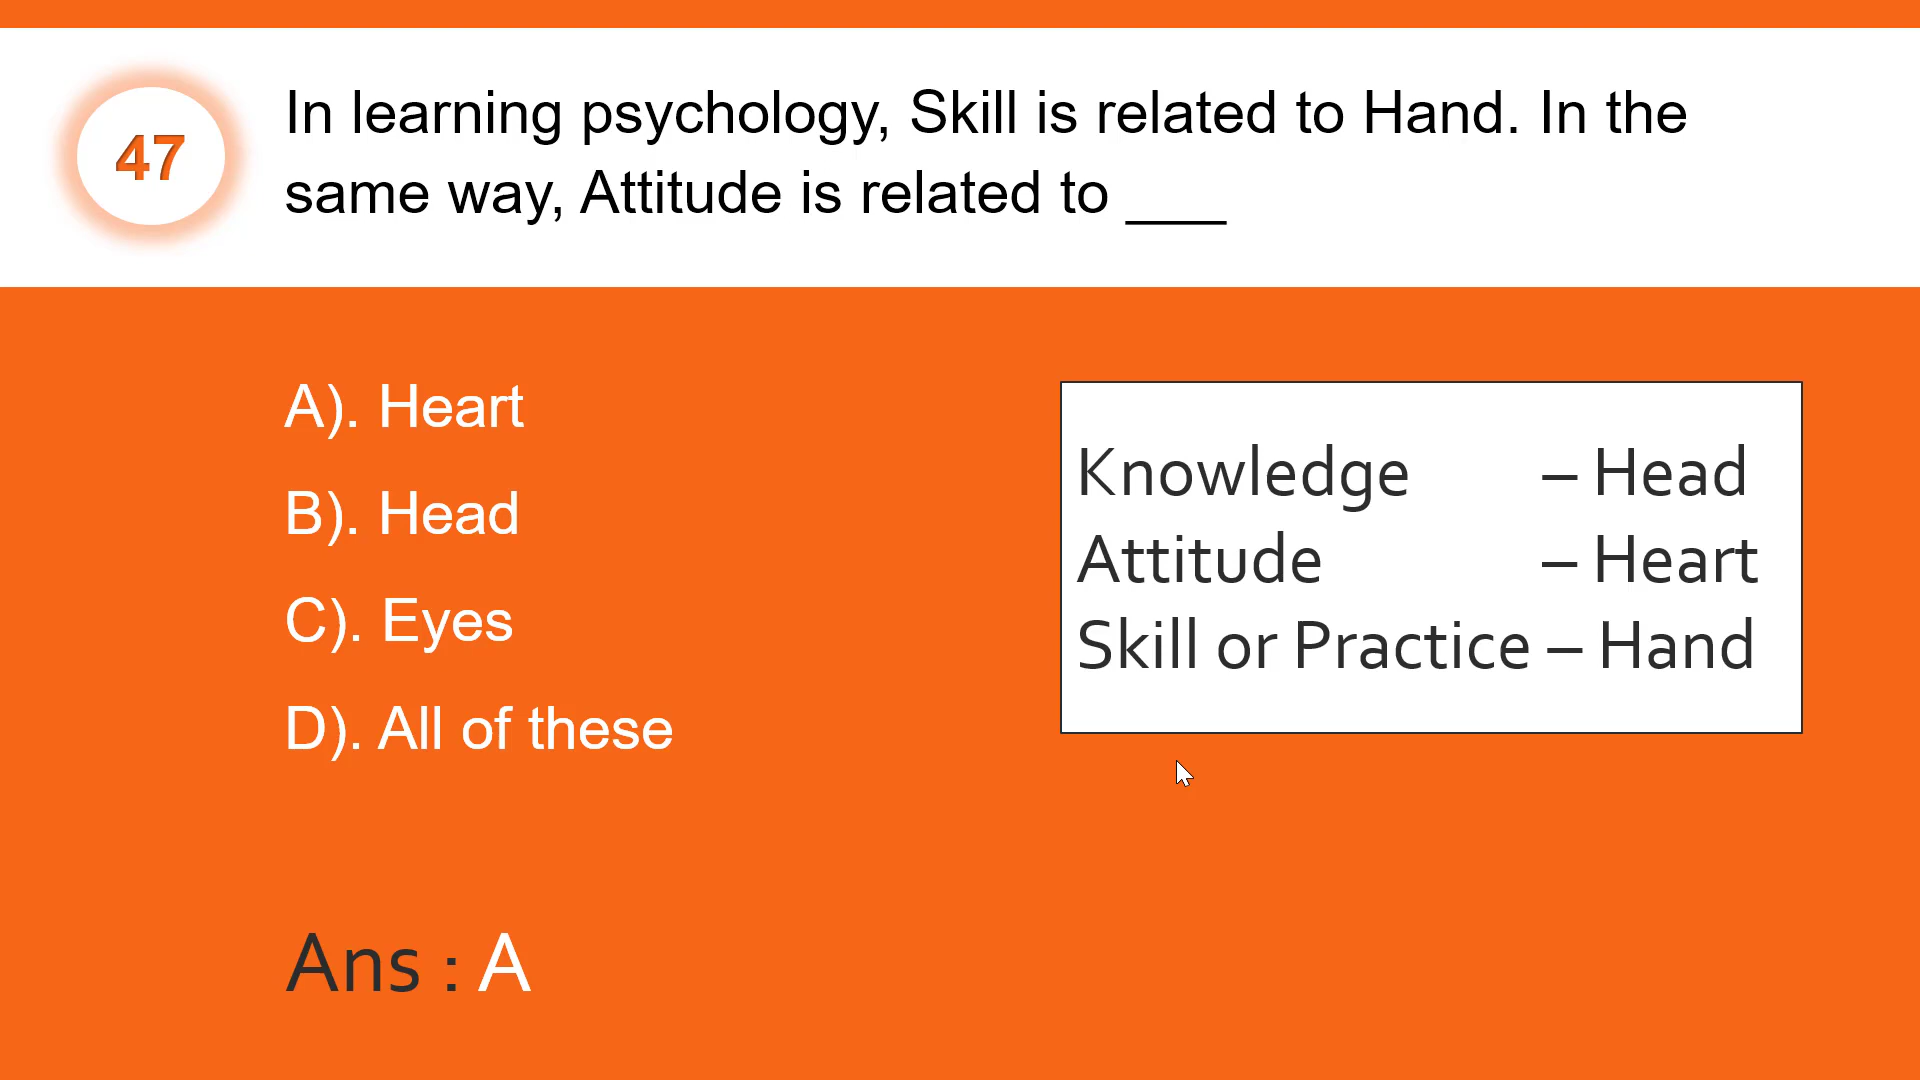 47
In learning psychology, Skill is related to Hand. In the
same way, Attitude is related to ___
A). Heart
B). Head
C). Eyes
D). All of these
Knowledge – Head
Attitude – Heart
Skill or Practice – Hand
Ans : A